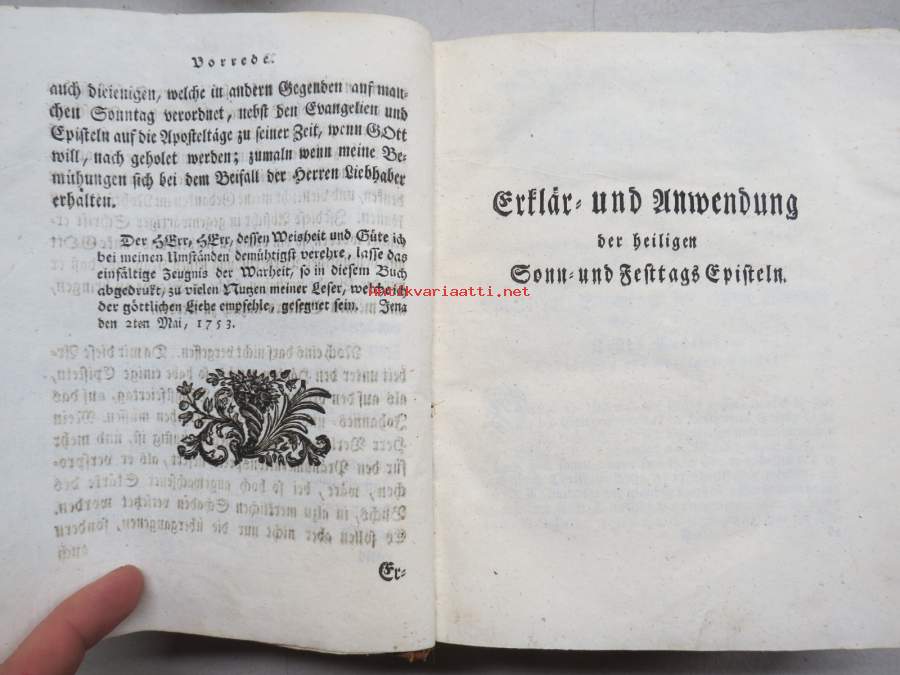 Vorrede.
auch dieienigen, welche in andern Gegenden auf man-
chen Sonntag verordnet, nebst den Evangelien und
Episteln auf die Aposteltäge zu seiner Zeit, wenn GOtt
will, nach geholet werden; zumaln wenn meine Be-
mühungen sich bei dem Beifall der Herren Liebhaber
erhalten.
Der HErr, HErr, dessen Weisheit und Güte ich
bei meinen Umständen demühtigst verehre, lasse das
einfältige Zeugnis der Warheit, so in diesem Buch
abgedrukt, zu vielen Nutzen meiner Leser, welche ich
der göttlichen Liebe empfehle, gesegnet sein. Jena
den 2ten Mai, 1753.
Er-
Erklär- und Anwendung
der heiligen
Sonn- und Festtags Episteln.
Antikvariaatti.net